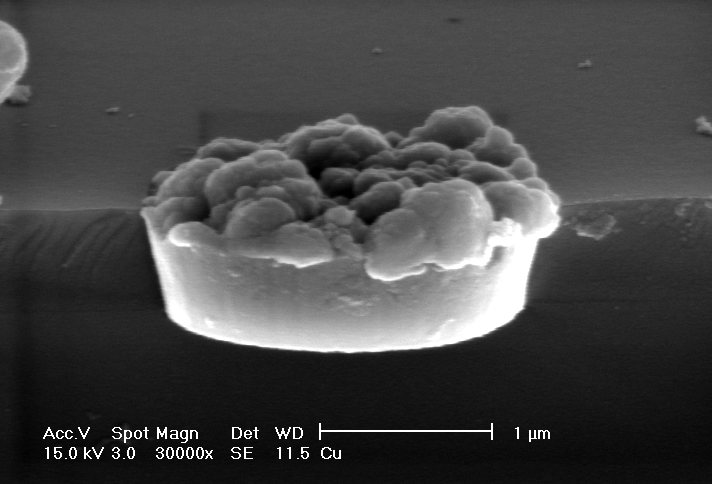 Acc.V Spot Magn Det WD 1 µm
15.0 kV 3.0 30000x SE 11.5 Cu